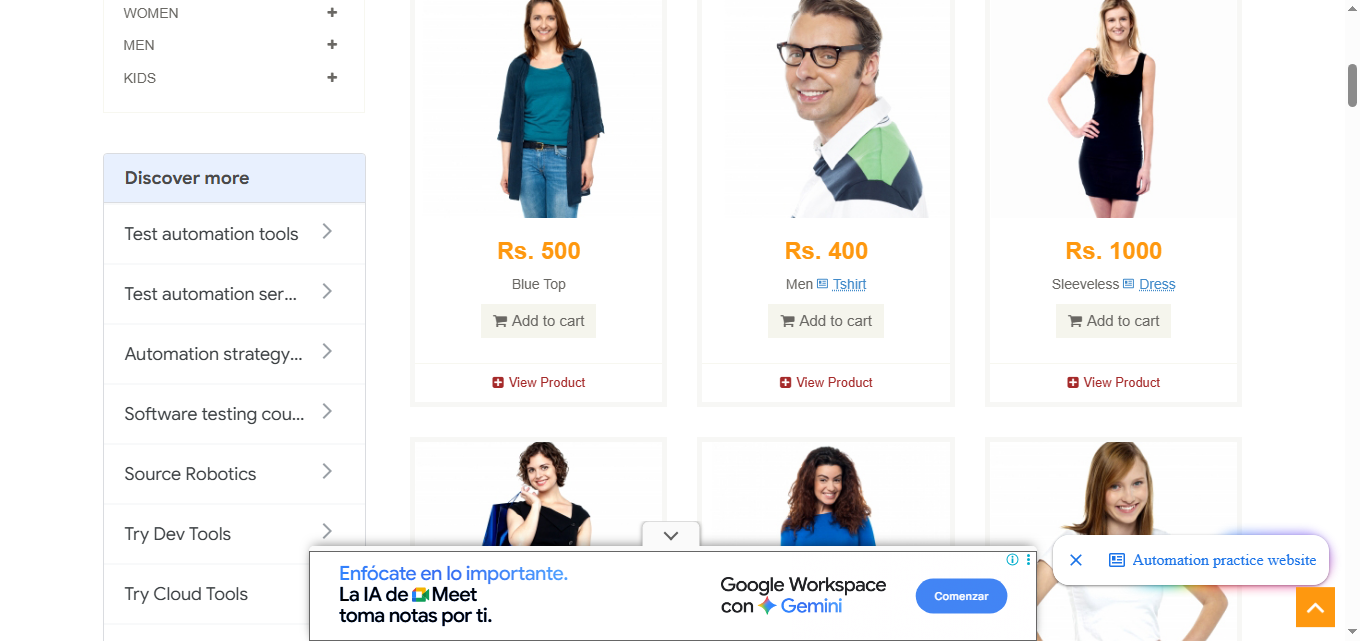 WOMEN
MEN
KIDS
Discover more
Test automation tools
Test automation ser...
Automation strategy...
Software testing cou...
Source Robotics
Try Dev Tools
Try Cloud Tools
Rs. 500
Blue Top
Add to cart
View Product
Rs. 400
Men Tshirt
Add to cart
View Product
Rs. 1000
Sleeveless Dress
Add to cart
View Product
Enfócate en lo importante.
La IA de Meet
toma notas por ti.
Google Workspace
con Gemini
Comenzar
Automation practice website